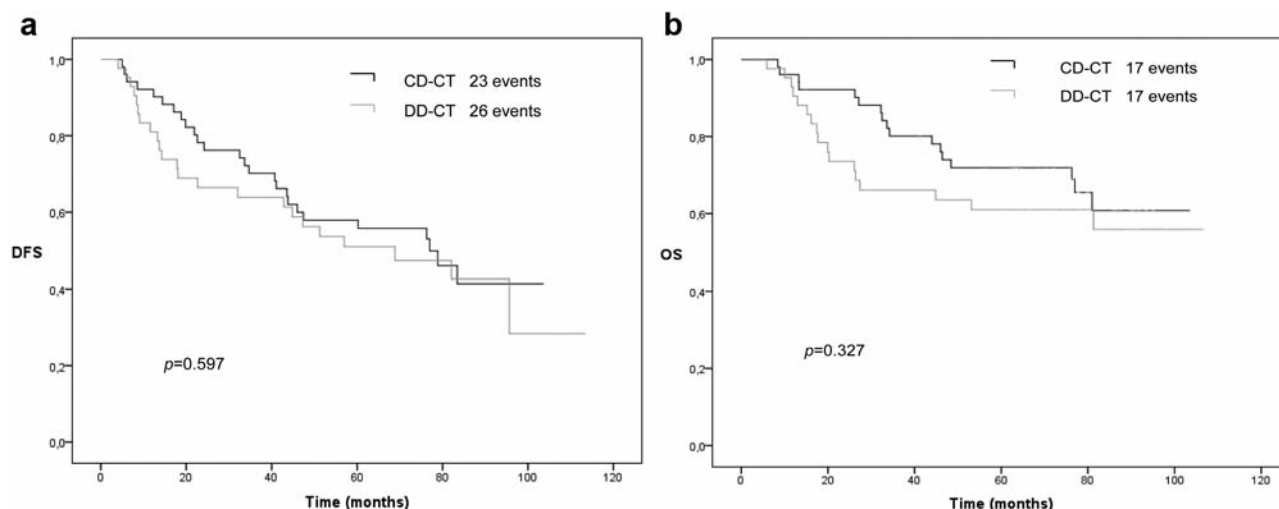 a
1,0
CD-CT 23 events
DD-CT 26 events
0,8
0,6
DFS
0,4
p=0.597
0,2
0,0
0 20 40 60 80 100 120
Time (months)
b
1,0
CD-CT 17 events
DD-CT 17 events
0,8
0,6
OS
0,4
p=0.327
0,2
0,0
0 20 40 60 80 100 120
Time (months)